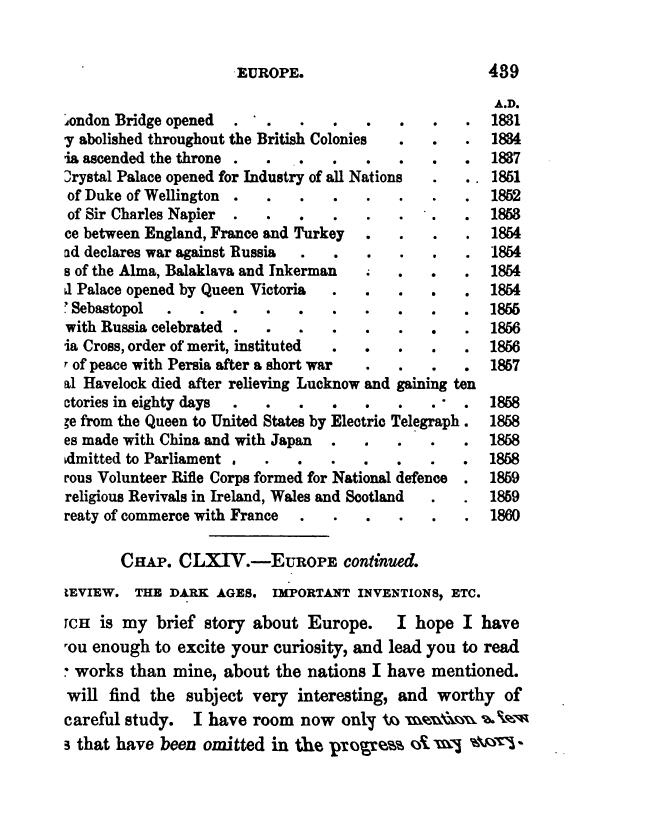 EUROPE. 439
A.D.
ondon Bridge opened . . . . . . . . 1831
y abolished throughout the British Colonies . . . 1834
ia ascended the throne . . . . . . . . 1837
Crystal Palace opened for Industry of all Nations . . 1851
of Duke of Wellington . . . . . . . . 1852
of Sir Charles Napier . . . . . . . . 1853
ce between England, France and Turkey . . . . 1854
nd declares war against Russia . . . . . . 1854
s of the Alma, Balaklava and Inkerman . . . . 1854
l Palace opened by Queen Victoria . . . . . 1854
f Sebastopol . . . . . . . . . . 1855
with Russia celebrated . . . . . . . . 1856
ia Cross, order of merit, instituted . . . . . 1856
r of peace with Persia after a short war . . . . 1857
al Havelock died after relieving Lucknow and gaining ten
ctories in eighty days . . . . . . . . 1858
ge from the Queen to United States by Electric Telegraph . 1858
es made with China and with Japan . . . . . 1858
dmitted to Parliament . . . . . . . . 1858
rous Volunteer Rifle Corps formed for National defence . 1859
religious Revivals in Ireland, Wales and Scotland . . 1859
reaty of commerce with France . . . . . . 1860
CHAP. CLXIV.—EUROPE continued.
REVIEW. THE DARK AGES. IMPORTANT INVENTIONS, ETC.
UCH is my brief story about Europe. I hope I have
you enough to excite your curiosity, and lead you to read
r works than mine, about the nations I have mentioned.
will find the subject very interesting, and worthy of
careful study. I have room now only to mention a few
s that have been omitted in the progress of my story.